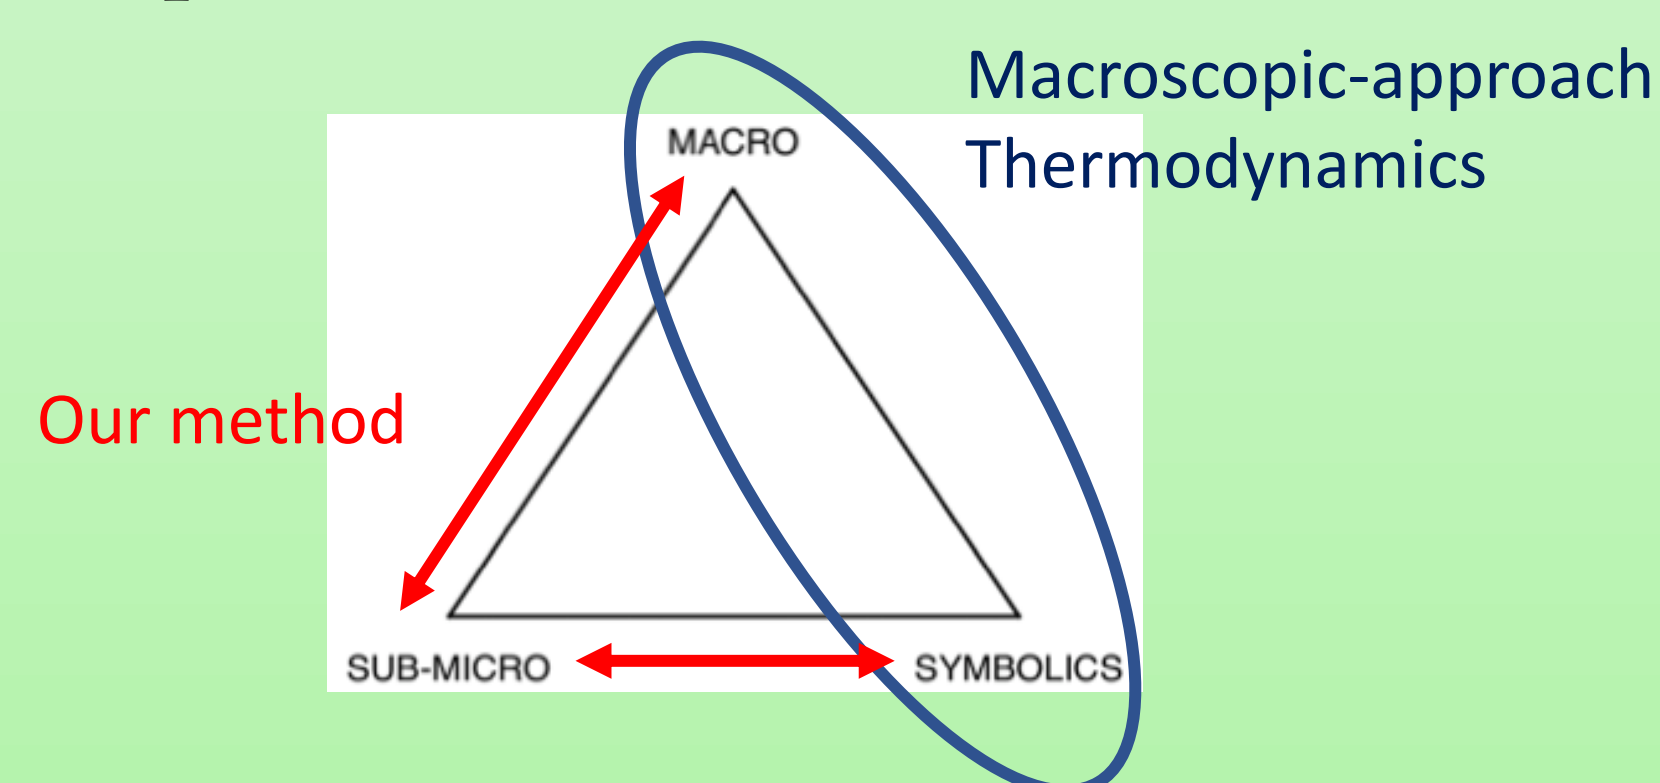 Macroscopic-approach
Thermodynamics
MACRO
Our method
SUB-MICRO
SYMBOLICS